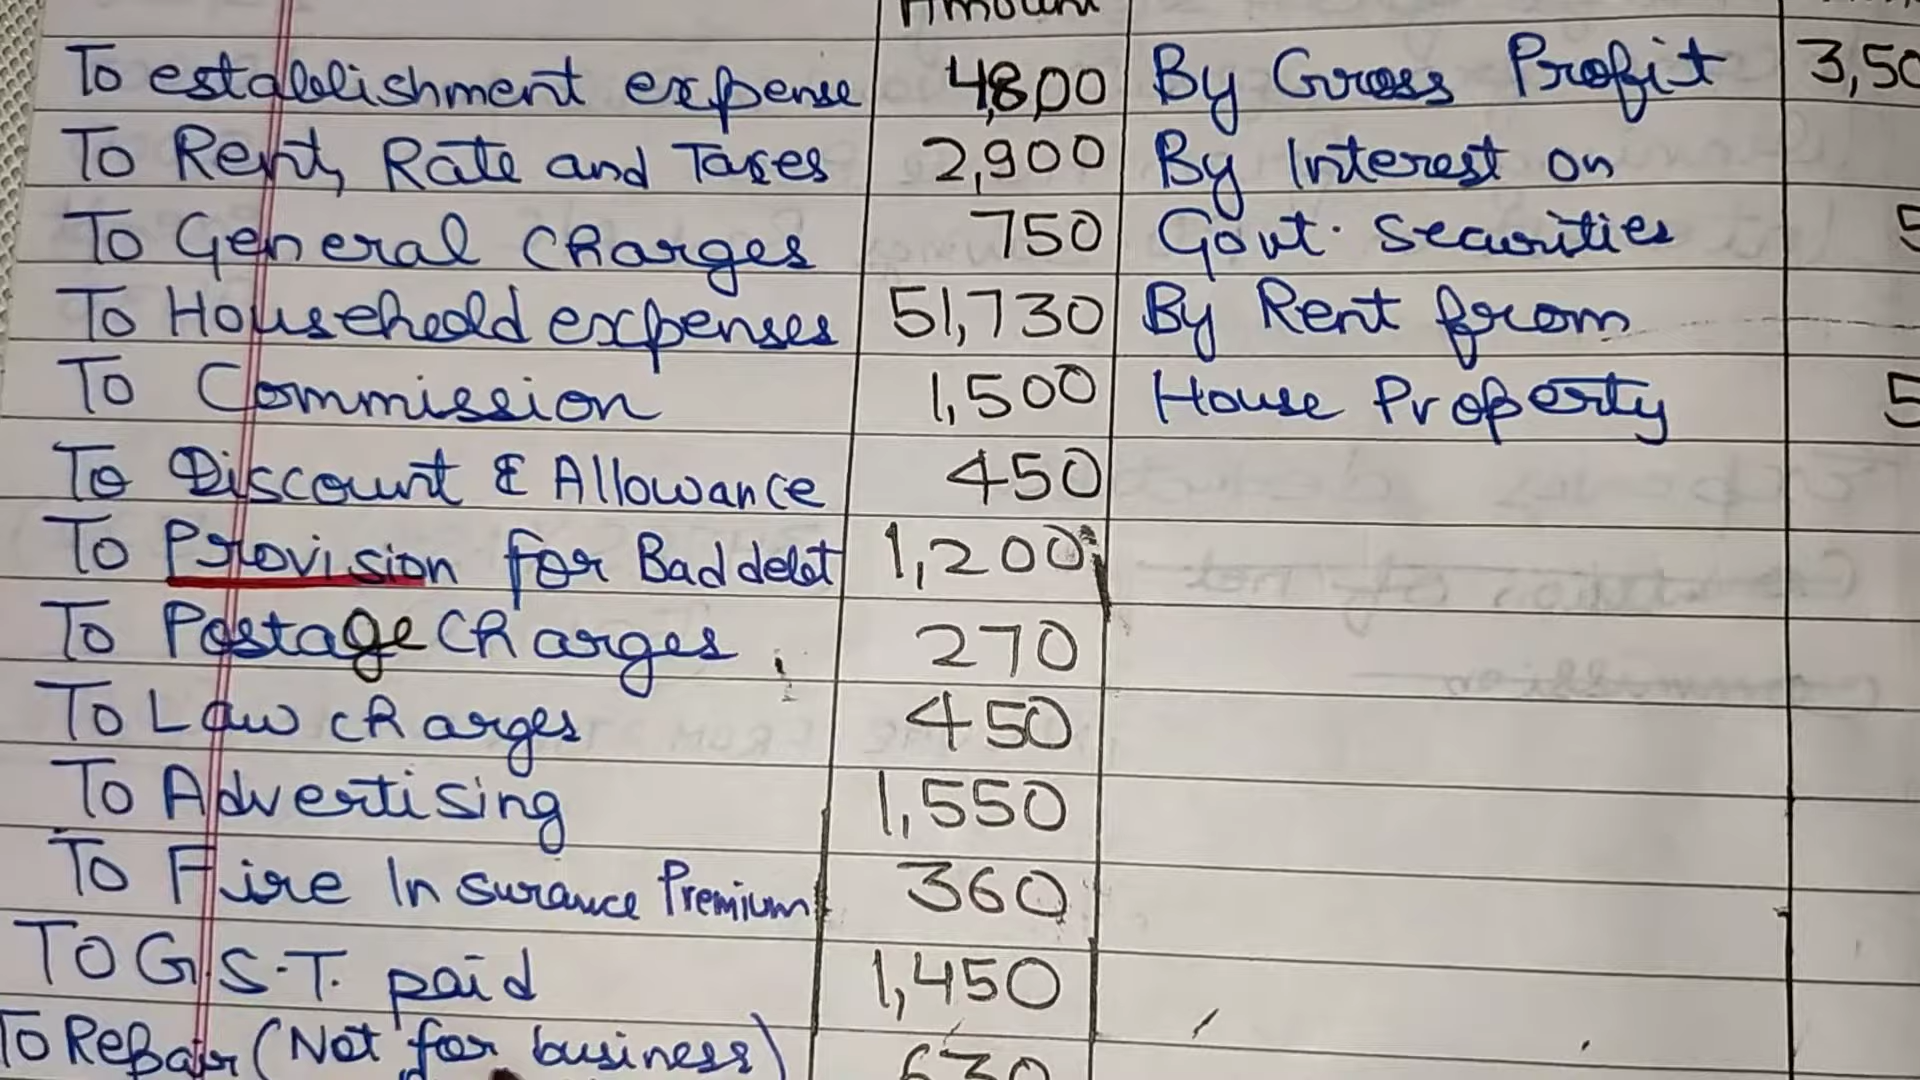 Amount
To establishment expense 4,800 By Gross Profit 3,50
To Rent, Rate and Taxes 2,900 By Interest on
To General Charges 750 Govt. Securities 5
To Household expenses 51,730 By Rent from
To Commission 1,500 House Property 5
To Discount & Allowance 450
To Provision for Bad debt 1,200
To Postage Charges 270
To Law charges 450
To Advertising 1,550
To Fire Insurance Premium 360
To G.S.T. paid 1,450
To Repair (Not for business) 630